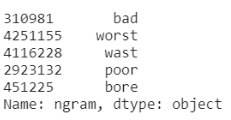 310981 bad
4251155 worst
4116228 wast
2923132 poor
451225 bore
Name: ngram, dtype: object